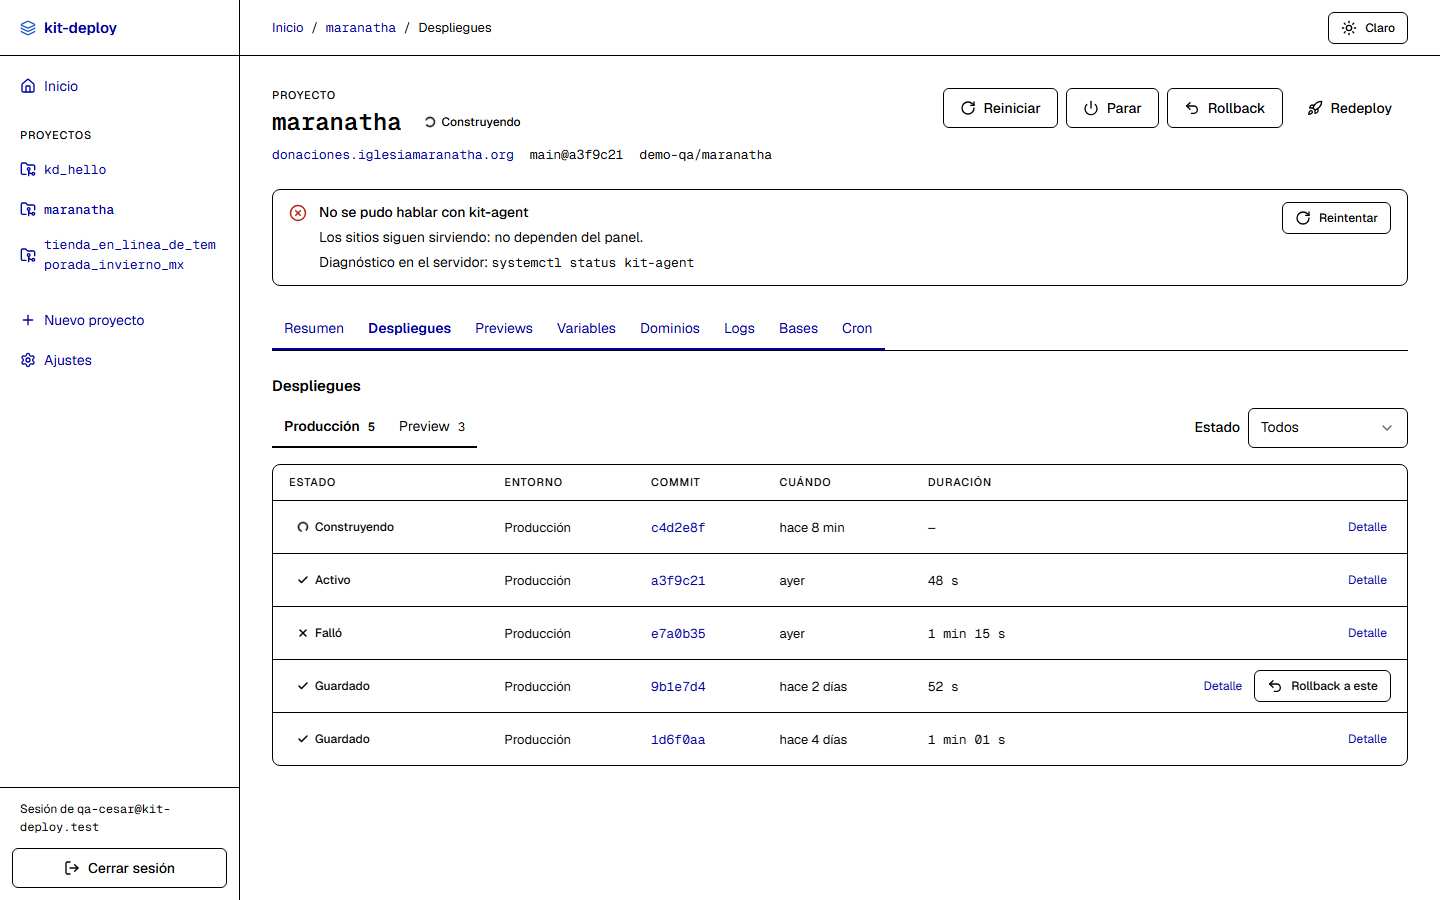 kit-deploy
Inicio / maranatha / Despliegues
Claro
Inicio
PROYECTOS
kd_hello
maranatha
tienda_en_linea_de_tem
porada_invierno_mx
Nuevo proyecto
Ajustes
Sesión de qa-cesar@kit-
deploy.test
Cerrar sesión
PROYECTO
maranatha Construyendo
Reiniciar Parar Rollback Redeploy
donaciones.iglesiamaranatha.org main@a3f9c21 demo-qa/maranatha
No se pudo hablar con kit-agent
Los sitios siguen sirviendo: no dependen del panel.
Diagnóstico en el servidor: systemctl status kit-agent
Reintentar
Resumen Despliegues Previews Variables Dominios Logs Bases Cron
Despliegues
Producción 5 Preview 3
Estado Todos
ESTADO ENTORNO COMMIT CUÁNDO DURACIÓN
Construyendo Producción c4d2e8f hace 8 min — Detalle
Activo Producción a3f9c21 ayer 48 s Detalle
Falló Producción e7a0b35 ayer 1 min 15 s Detalle
Guardado Producción 9b1e7d4 hace 2 días 52 s Detalle Rollback a este
Guardado Producción 1d6f0aa hace 4 días 1 min 01 s Detalle